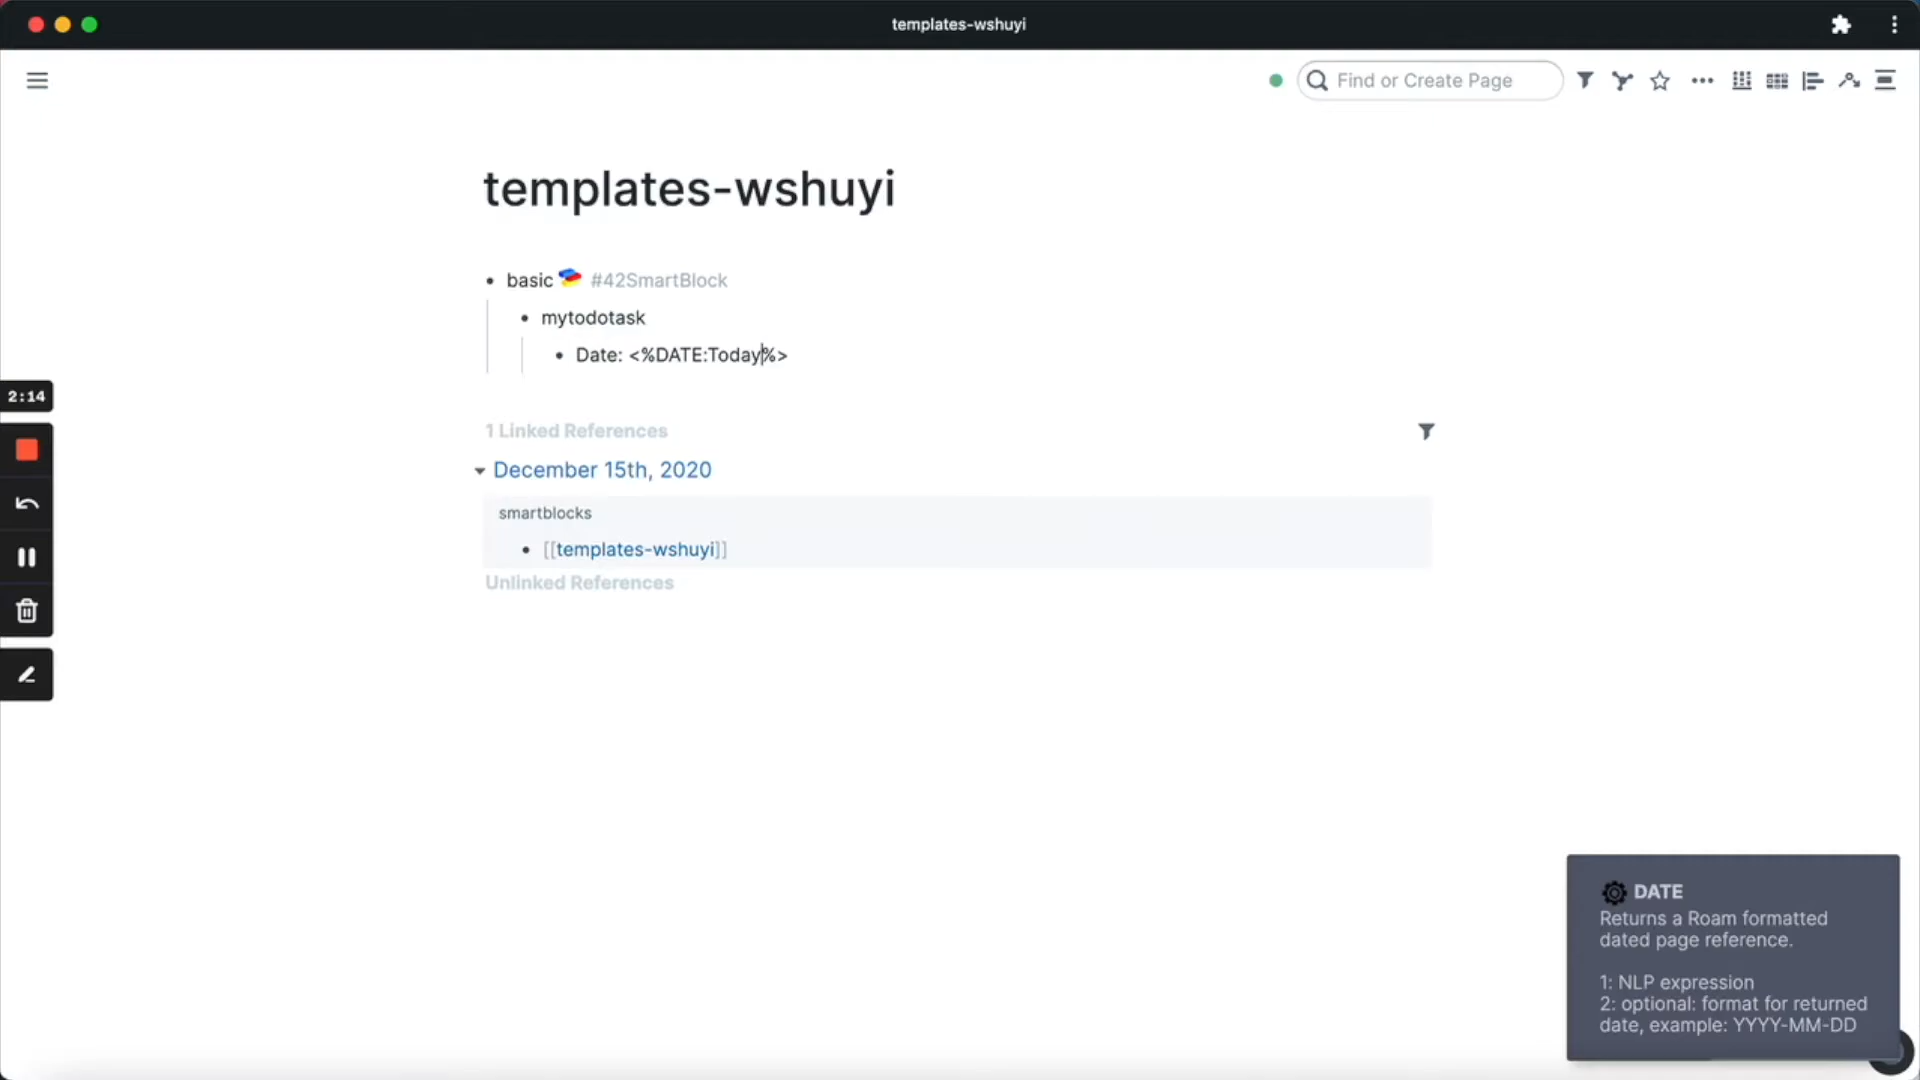 templates-wshuyi
Find or Create Page
templates-wshuyi
basic #42SmartBlock
mytodotask
Date: <%DATE:Today%>
2:14
1 Linked References
December 15th, 2020
smartblocks
[[templates-wshuyi]]
Unlinked References
DATE
Returns a Roam formatted
dated page reference.
1: NLP expression
2: optional: format for returned
date, example: YYYY-MM-DD